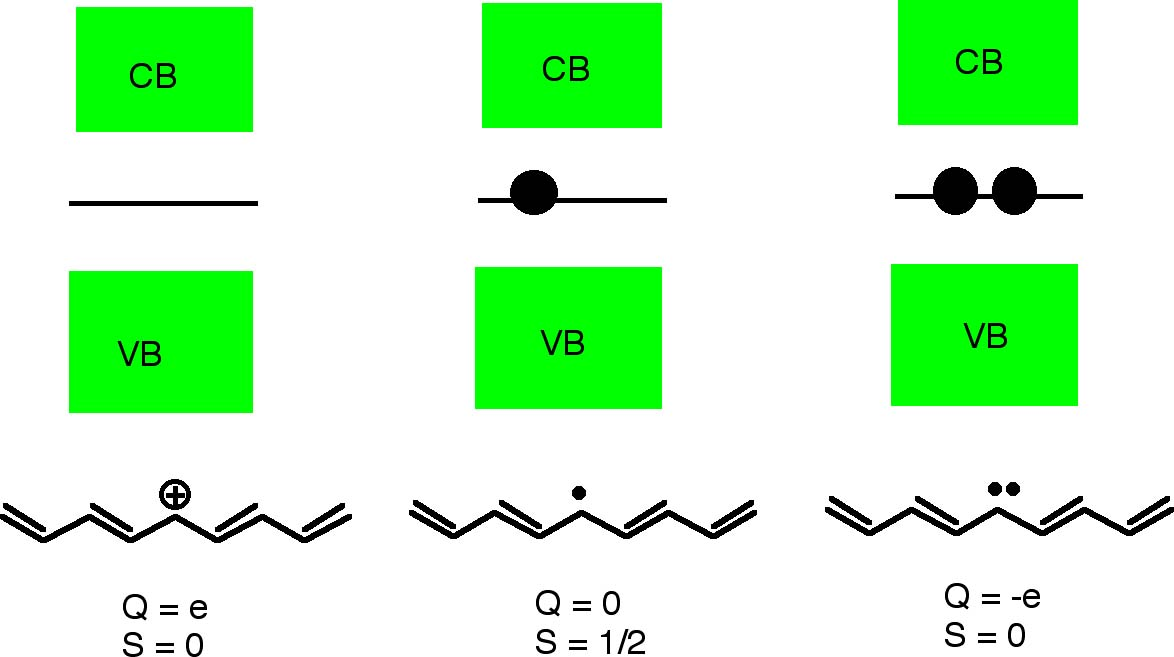 CB
CB
CB
VB
VB
VB
Q = e
S = 0
Q = 0
S = 1/2
Q = -e
S = 0